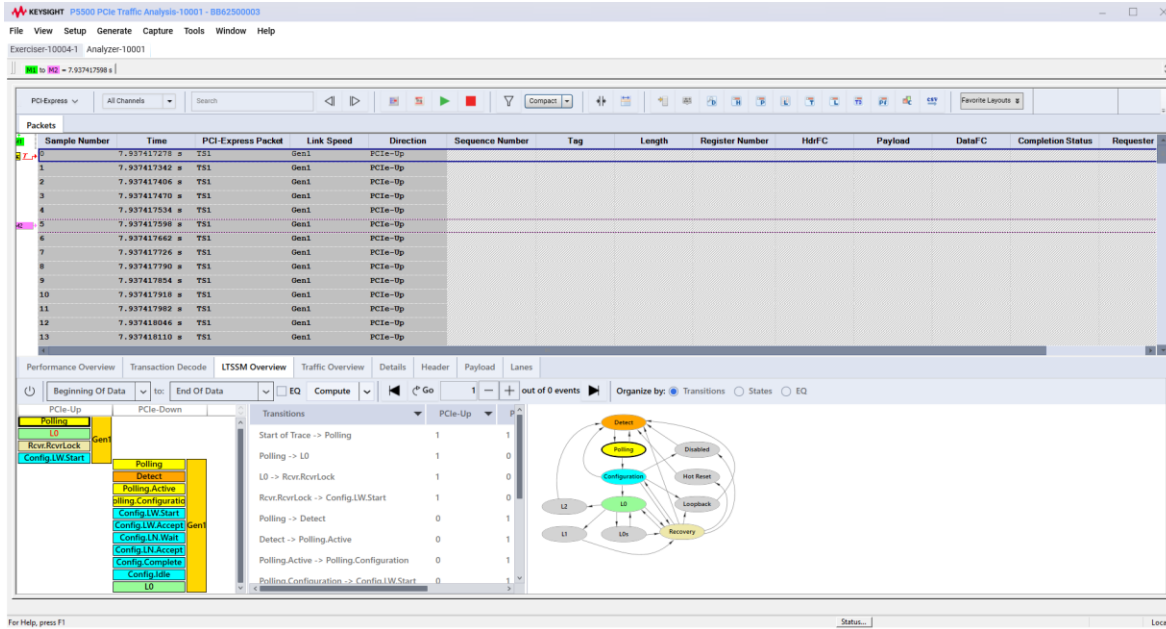 KEYSIGHT P5500 PCIe Traffic Analysis-10001 - BB62500003
File View Setup Generate Capture Tools Window Help
Exerciser-10004-1 Analyzer-10001
M1 to M2 = 7.937417598 s
PCI-Express All Channels Search Compact Favorite Layouts
Packets
Sample Number Time PCI-Express Packet Link Speed Direction Sequence Number Tag Length Register Number HdrFC Payload DataFC Completion Status Requester
0 7.937417278 s TS1 Gen1 PCIe-Up
1 7.937417342 s TS1 Gen1 PCIe-Up
2 7.937417406 s TS1 Gen1 PCIe-Up
3 7.937417470 s TS1 Gen1 PCIe-Up
4 7.937417534 s TS1 Gen1 PCIe-Up
M2 5 7.937417598 s TS1 Gen1 PCIe-Up
6 7.937417662 s TS1 Gen1 PCIe-Up
7 7.937417726 s TS1 Gen1 PCIe-Up
8 7.937417790 s TS1 Gen1 PCIe-Up
9 7.937417854 s TS1 Gen1 PCIe-Up
10 7.937417918 s TS1 Gen1 PCIe-Up
11 7.937417982 s TS1 Gen1 PCIe-Up
12 7.937418046 s TS1 Gen1 PCIe-Up
13 7.937418110 s TS1 Gen1 PCIe-Up
Performance Overview Transaction Decode LTSSM Overview Traffic Overview Details Header Payload Lanes
Beginning Of Data to: End Of Data EQ Compute Go 1 out of 0 events Organize by: Transitions States EQ
PCIe-Up PCIe-Down
Polling
L0
Rcvr.RcvrLock
Config.LW.Start
Gen1
Polling
Detect
Polling.Active
olling.Configuratio
Config.LW.Start
Config.LW.Accept
Config.LN.Wait
Config.LN.Accept
Config.Complete
Config.Idle
L0
Gen1
Transitions PCIe-Up P
Start of Trace -> Polling 1 1
Polling -> L0 1 0
L0 -> Rcvr.RcvrLock 1 0
Rcvr.RcvrLock -> Config.LW.Start 1 0
Polling -> Detect 0 1
Detect -> Polling.Active 0 1
Polling.Active -> Polling.Configuration 0 1
Polling.Configuration -> Config.LW.Start 0 1
Detect
Polling
Disabled
Configuration
Hot Reset
L2
L0
Loopback
L1
L0s
Recovery
For Help, press F1
Status...
Loca